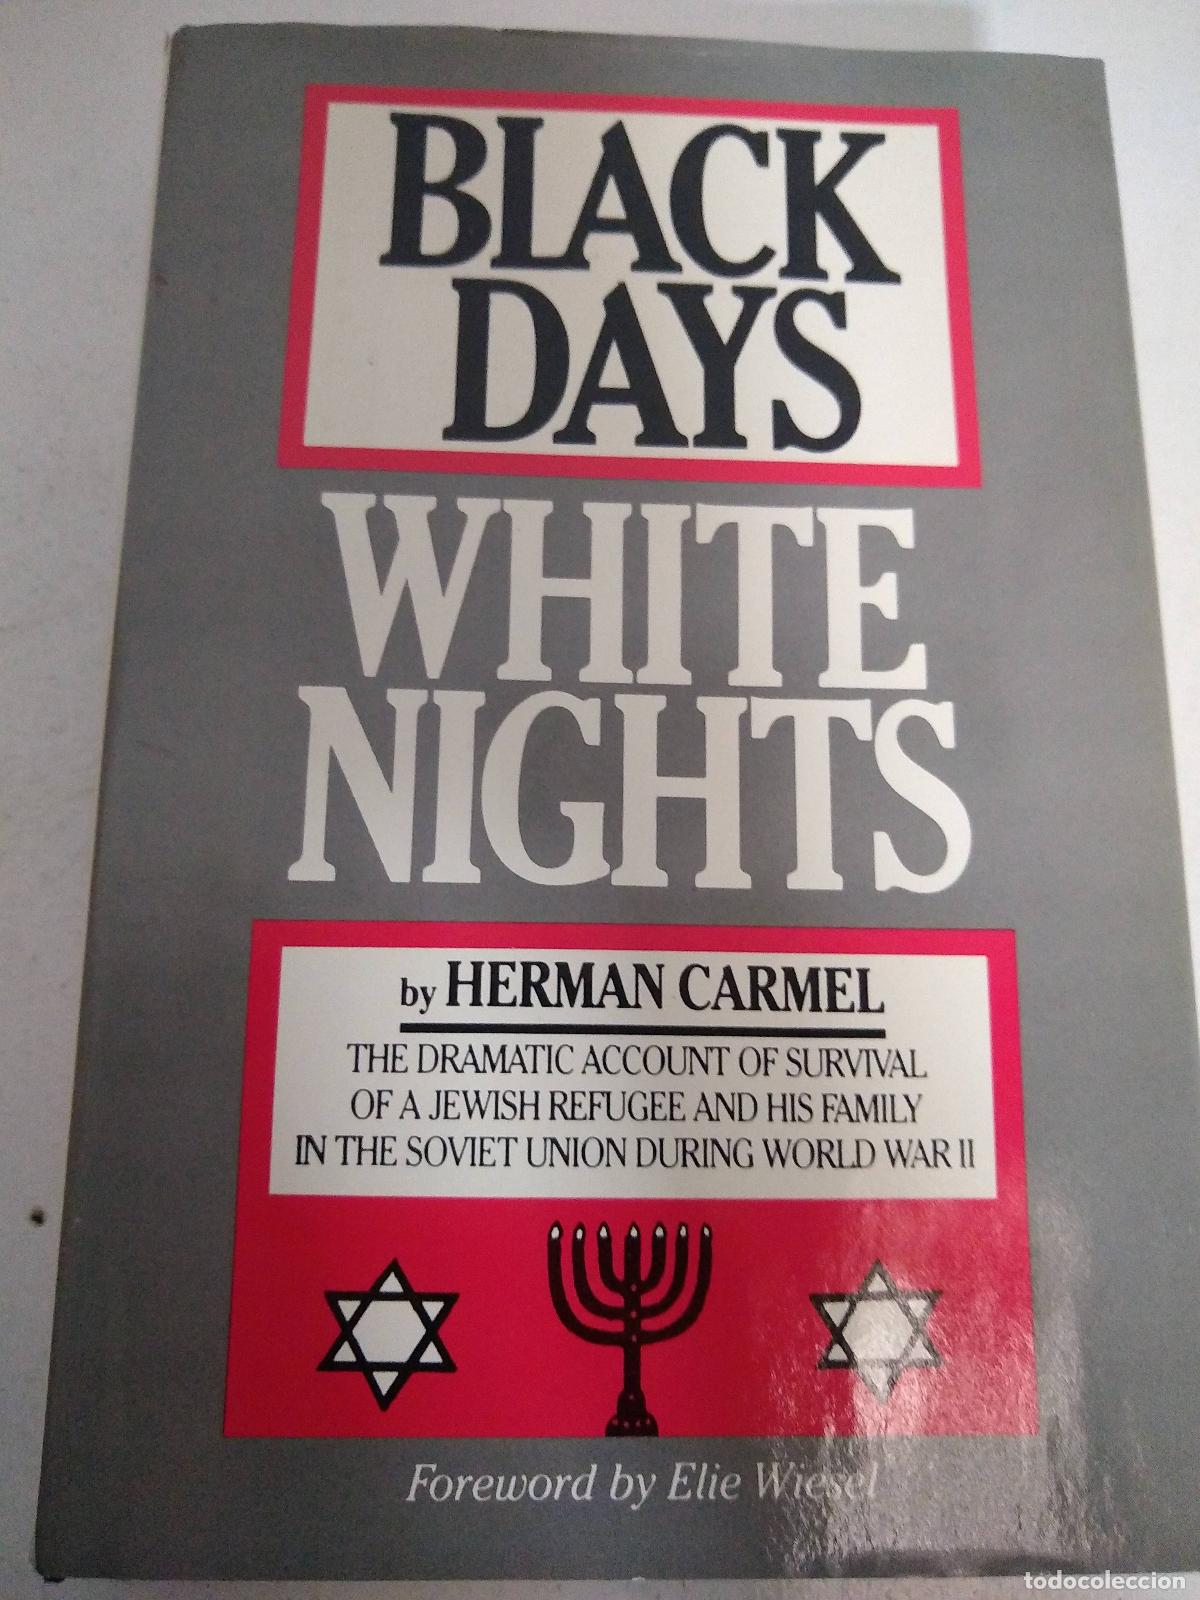 BLACK
DAYS
WHITE
NIGHTS
by HERMAN CARMEL
THE DRAMATIC ACCOUNT OF SURVIVAL
OF A JEWISH REFUGEE AND HIS FAMILY
IN THE SOVIET UNION DURING WORLD WAR II
Foreword by Elie Wiesel
todocoleccion